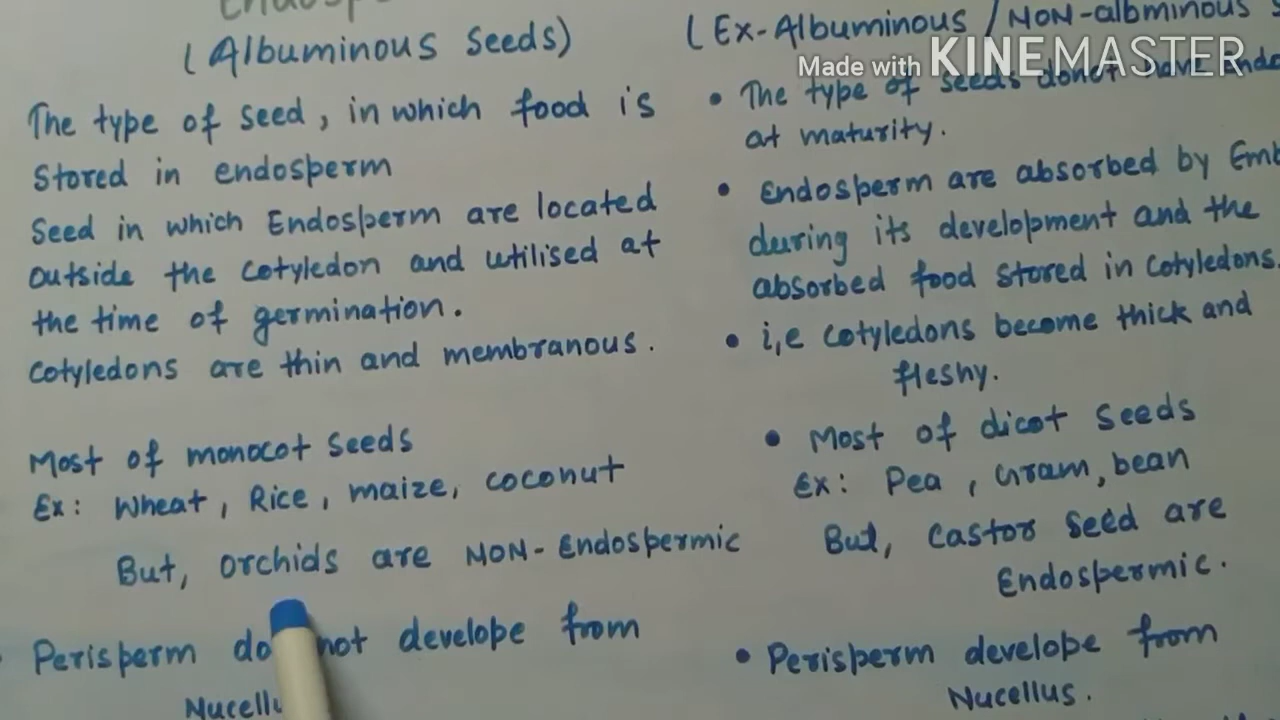 (Albuminous Seeds)
The type of seed, in which food is
stored in endosperm
Seed in which Endosperm are located
outside the cotyledon and utilised at
the time of germination.
cotyledons are thin and membranous.
Most of monocot seeds
Ex: Wheat, Rice, maize, coconut
But, orchids are NON-Endospermic
Perisperm do not develope from
(Ex-Albuminous / NON-albminous
Made with KINEMASTER
• The type of seeds donot have
at maturity.
• Endosperm are absorbed by
during its development and the
absorbed food stored in cotyledons.
• i,e cotyledons become thick and
fleshy.
• Most of dicot seeds
Ex: Pea, Gram, bean
But, castor seed are
Endospermic.
• Perisperm develope from
Nucellus.